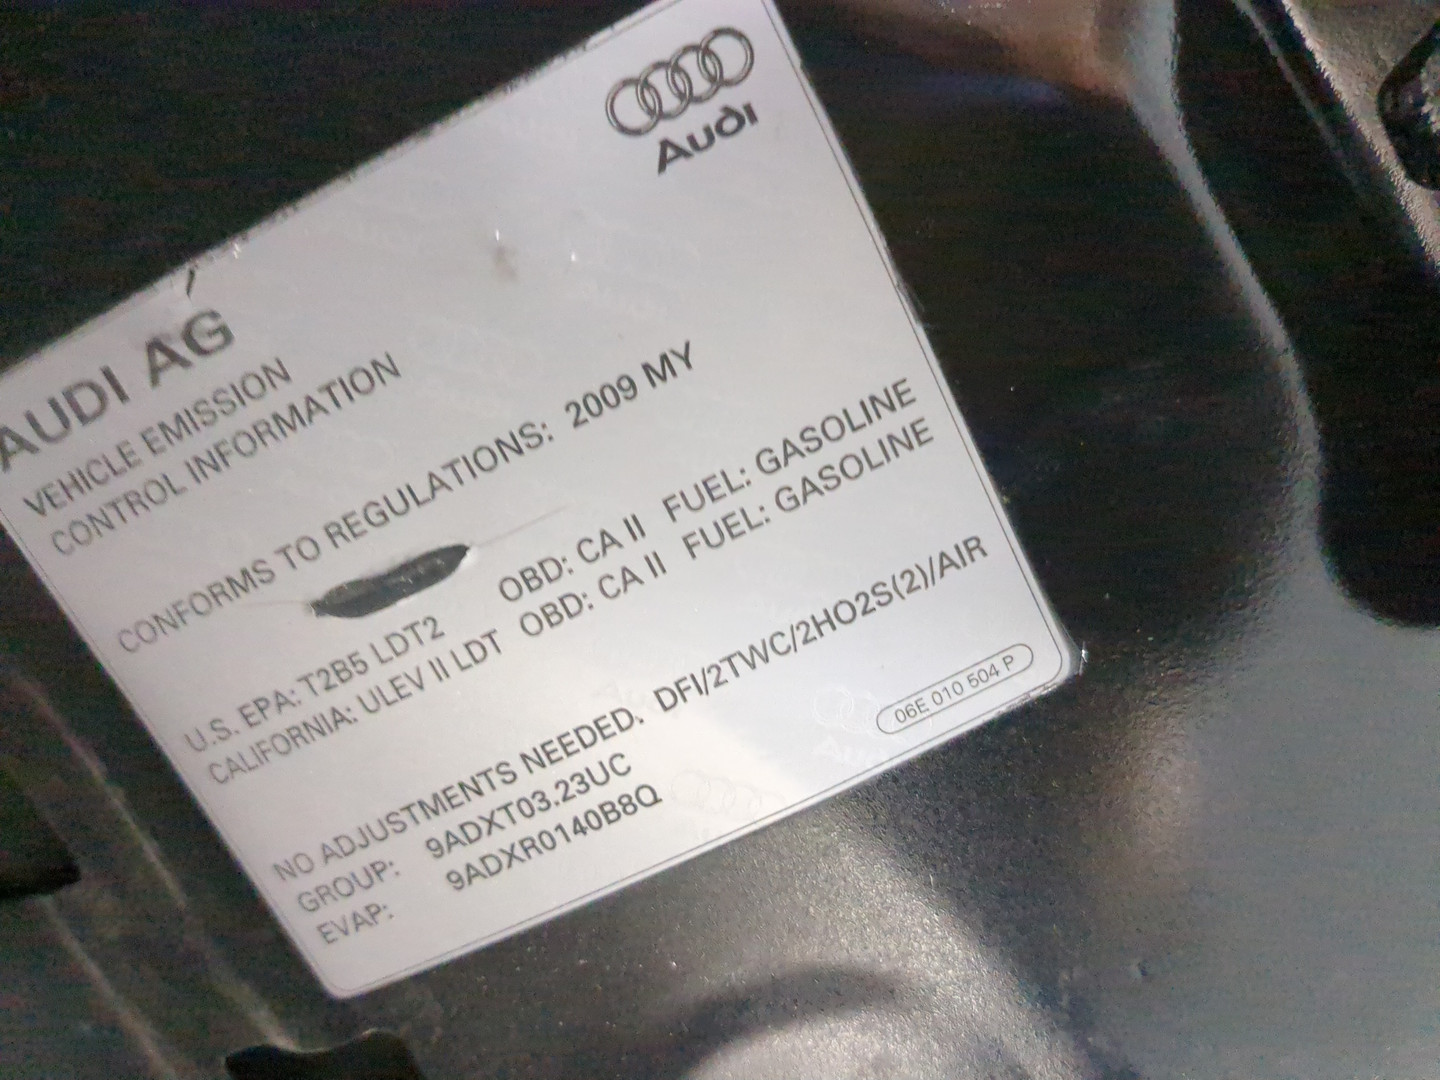 Audi
AUDI AG
VEHICLE EMISSION
CONTROL INFORMATION
CONFORMS TO REGULATIONS: 2009 MY
U.S. EPA: T2B5 LDT2 OBD: CA II FUEL: GASOLINE
CALIFORNIA: ULEV II LDT OBD: CA II FUEL: GASOLINE
NO ADJUSTMENTS NEEDED. DFI/2TWC/2HO2S(2)/AIR
GROUP: 9ADXT03.23UC
EVAP: 9ADXR0140B8Q
06E 010 504 P